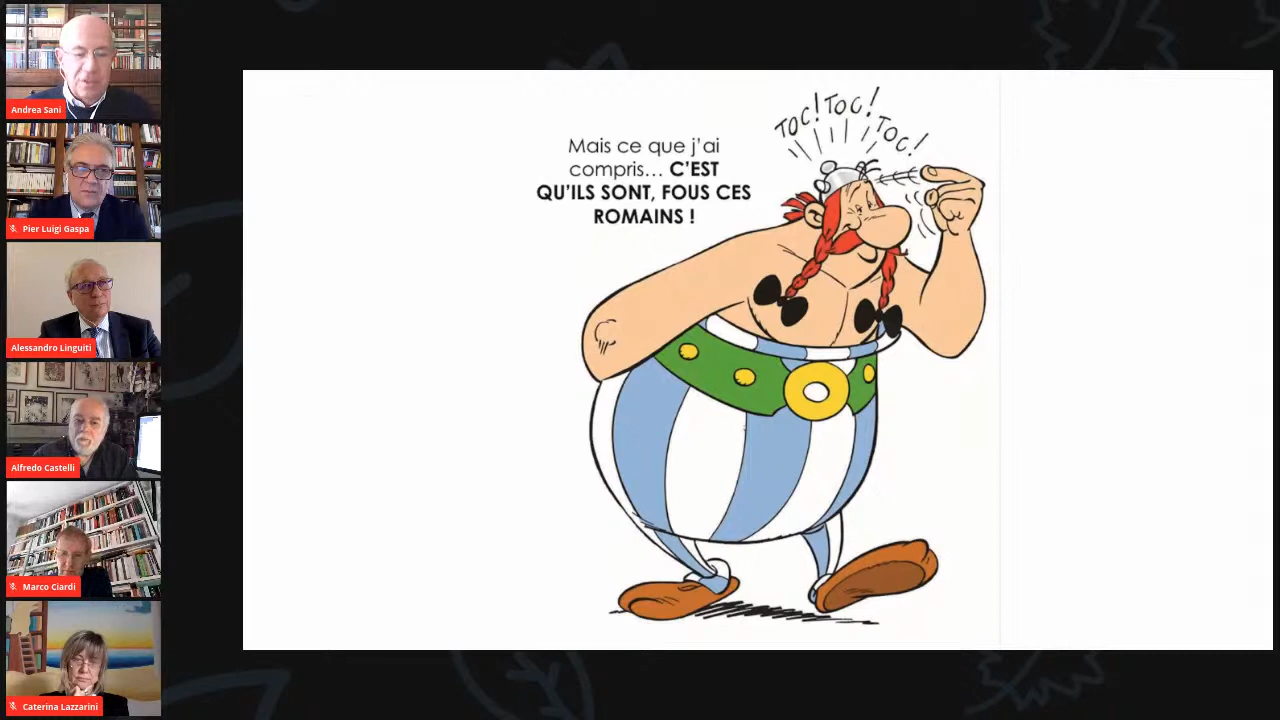 Andrea Sani
Pier Luigi Gaspa
Alessandro Linguiti
Alfredo Castelli
Marco Ciardi
Caterina Lazzarini
TOC! TOC! TOC!
Mais ce que j'ai
compris... C'EST
QU'ILS SONT, FOUS CES
ROMAINS !